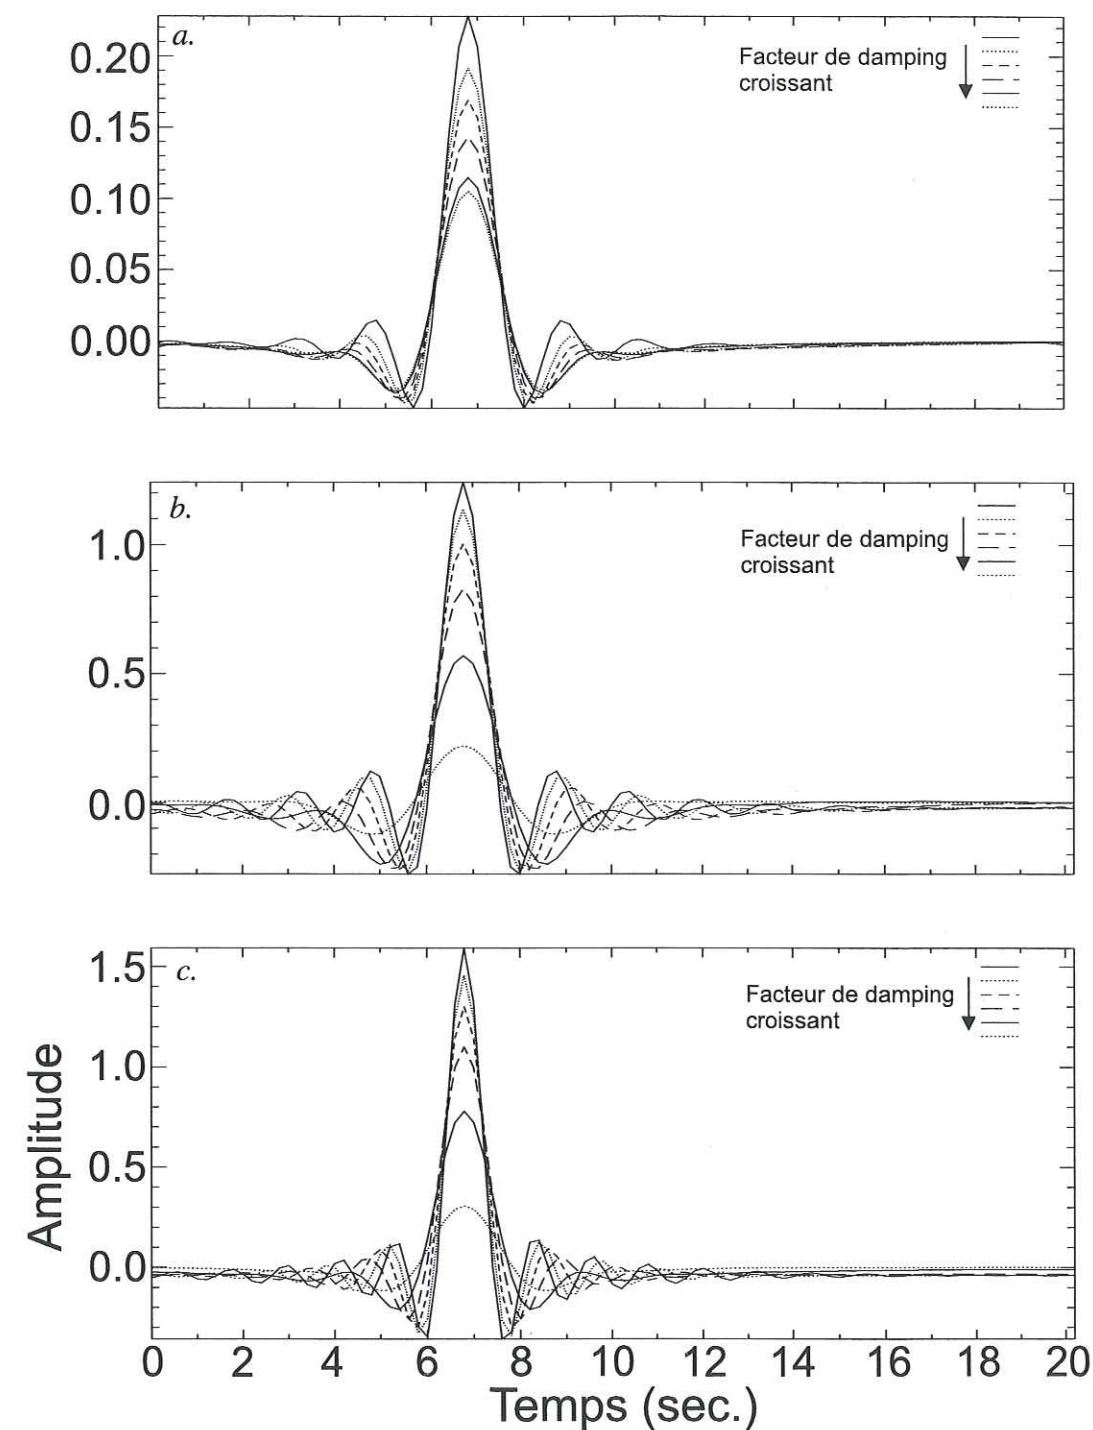 a.
Facteur de damping
croissant
0.20
0.15
0.10
0.05
0.00
b.
Facteur de damping
croissant
1.0
0.5
0.0
c.
Facteur de damping
croissant
1.5
1.0
0.5
0.0
Amplitude
0 2 4 6 8 10 12 14 16 18 20
Temps (sec.)